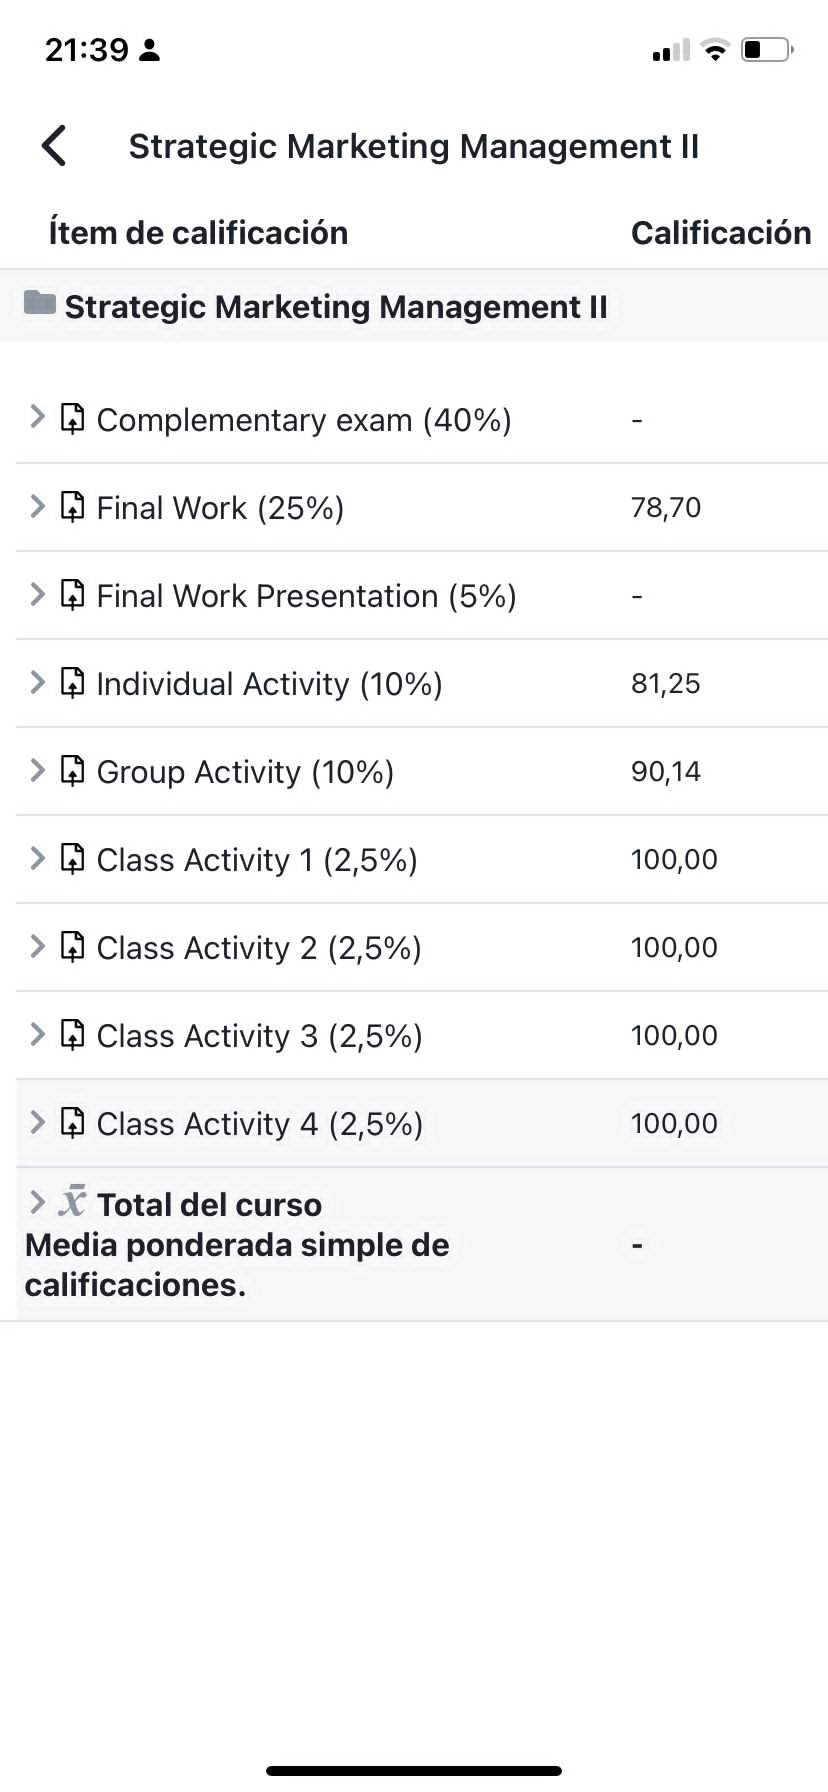 21:39
Strategic Marketing Management II
Ítem de calificación Calificación
Strategic Marketing Management II
Complementary exam (40%) -
Final Work (25%) 78,70
Final Work Presentation (5%) -
Individual Activity (10%) 81,25
Group Activity (10%) 90,14
Class Activity 1 (2,5%) 100,00
Class Activity 2 (2,5%) 100,00
Class Activity 3 (2,5%) 100,00
Class Activity 4 (2,5%) 100,00
x̄ Total del curso
Media ponderada simple de -
calificaciones.